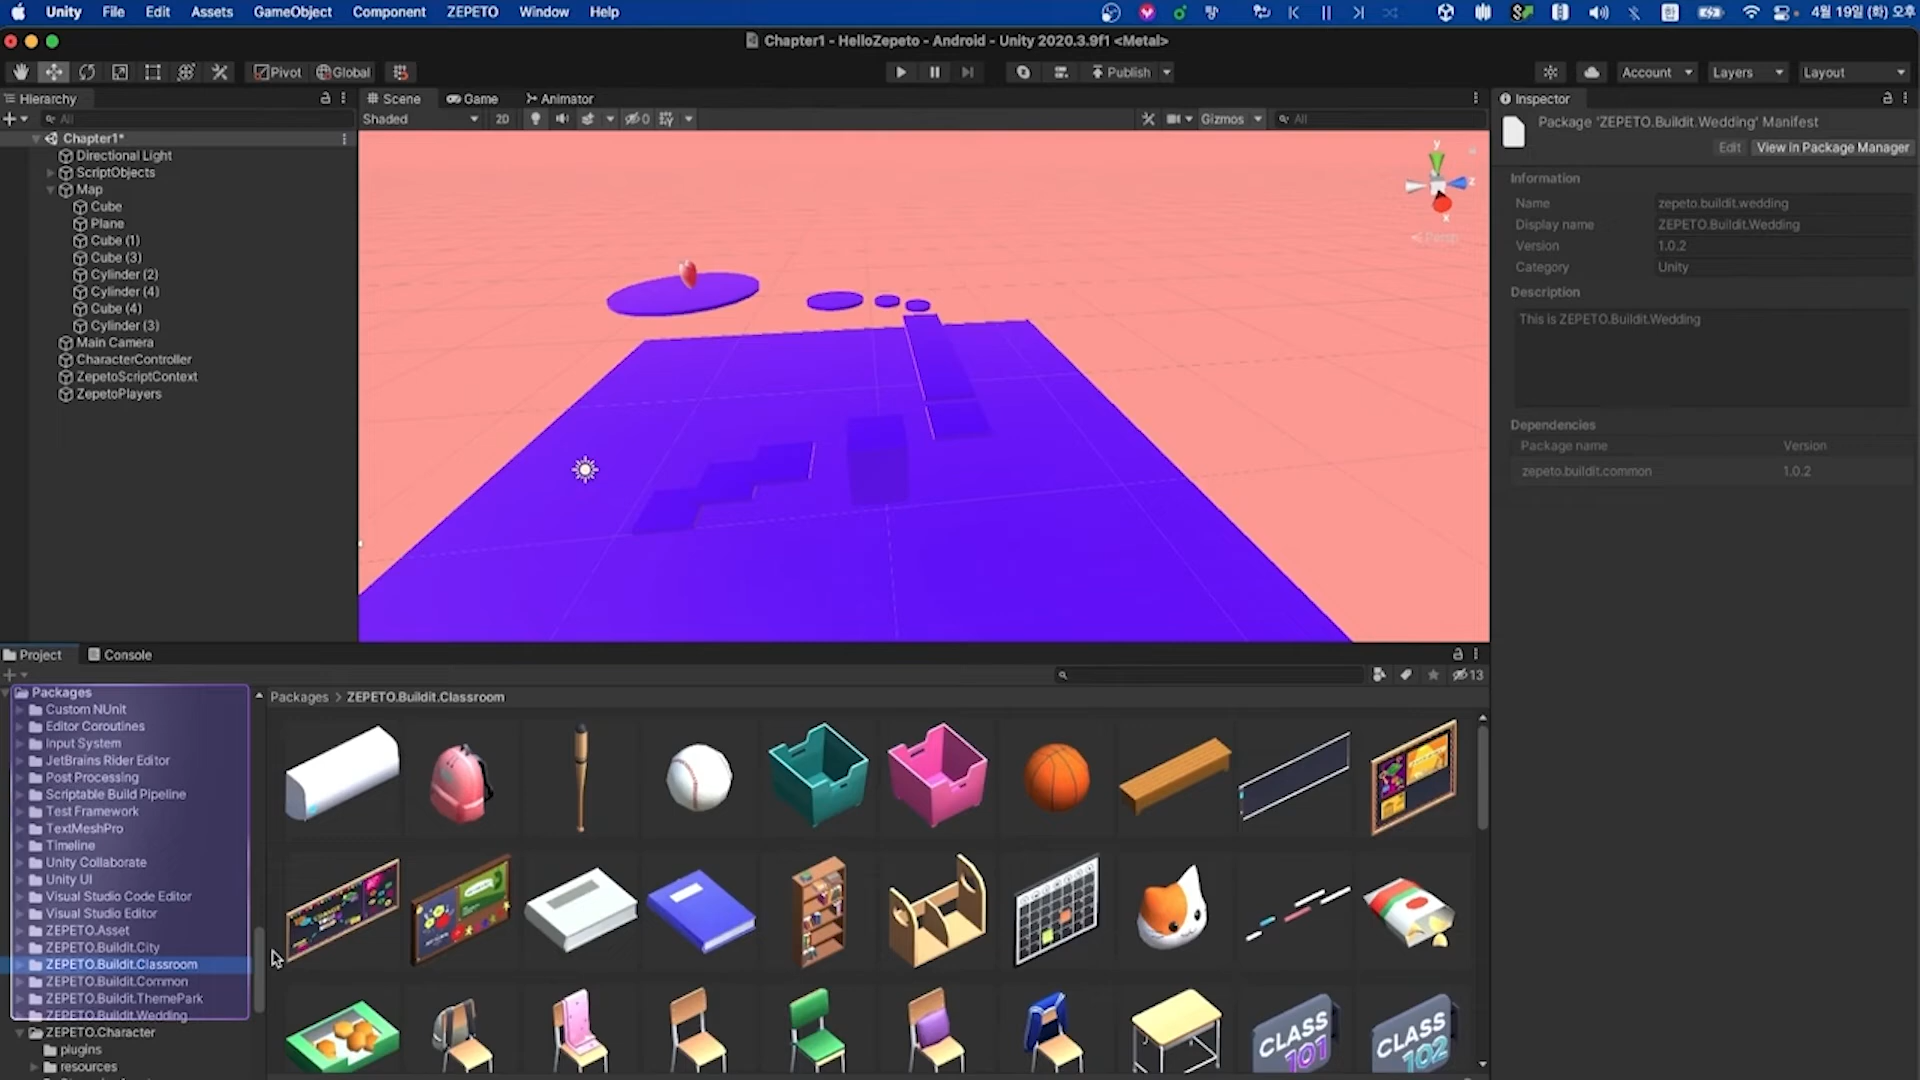 Unity File Edit Assets GameObject Component ZEPETO Window Help 4월 19일 (화) 오후
Chapter1 - HelloZepeto - Android - Unity 2020.3.9f1 <Metal>
Pivot Global Publish Account Layers Layout
Hierarchy
All
Chapter1*
Directional Light
ScriptObjects
Map
Cube
Plane
Cube (1)
Cube (3)
Cylinder (2)
Cylinder (4)
Cube (4)
Cylinder (3)
Main Camera
CharacterController
ZepetoScriptContext
ZepetoPlayers
Scene Game Animator
Shaded 2D 0 Gizmos All
y
z
x
< Persp
Inspector
Package 'ZEPETO.Buildit.Wedding' Manifest
Edit View in Package Manager
Information
Name zepeto.buildit.wedding
Display name ZEPETO.Buildit.Wedding
Version 1.0.2
Category Unity
Description
This is ZEPETO.Buildit.Wedding
Dependencies
Package name Version
zepeto.buildit.common 1.0.2
Project Console
13
Packages
Custom NUnit
Editor Coroutines
Input System
JetBrains Rider Editor
Post Processing
Scriptable Build Pipeline
Test Framework
TextMeshPro
Timeline
Unity Collaborate
Unity UI
Visual Studio Code Editor
Visual Studio Editor
ZEPETO.Asset
ZEPETO.Buildit.City
ZEPETO.Buildit.Classroom
ZEPETO.Buildit.Common
ZEPETO.Buildit.ThemePark
ZEPETO.Buildit.Wedding
ZEPETO.Character
plugins
resources
Packages > ZEPETO.Buildit.Classroom
CLASS
101
CLASS
102